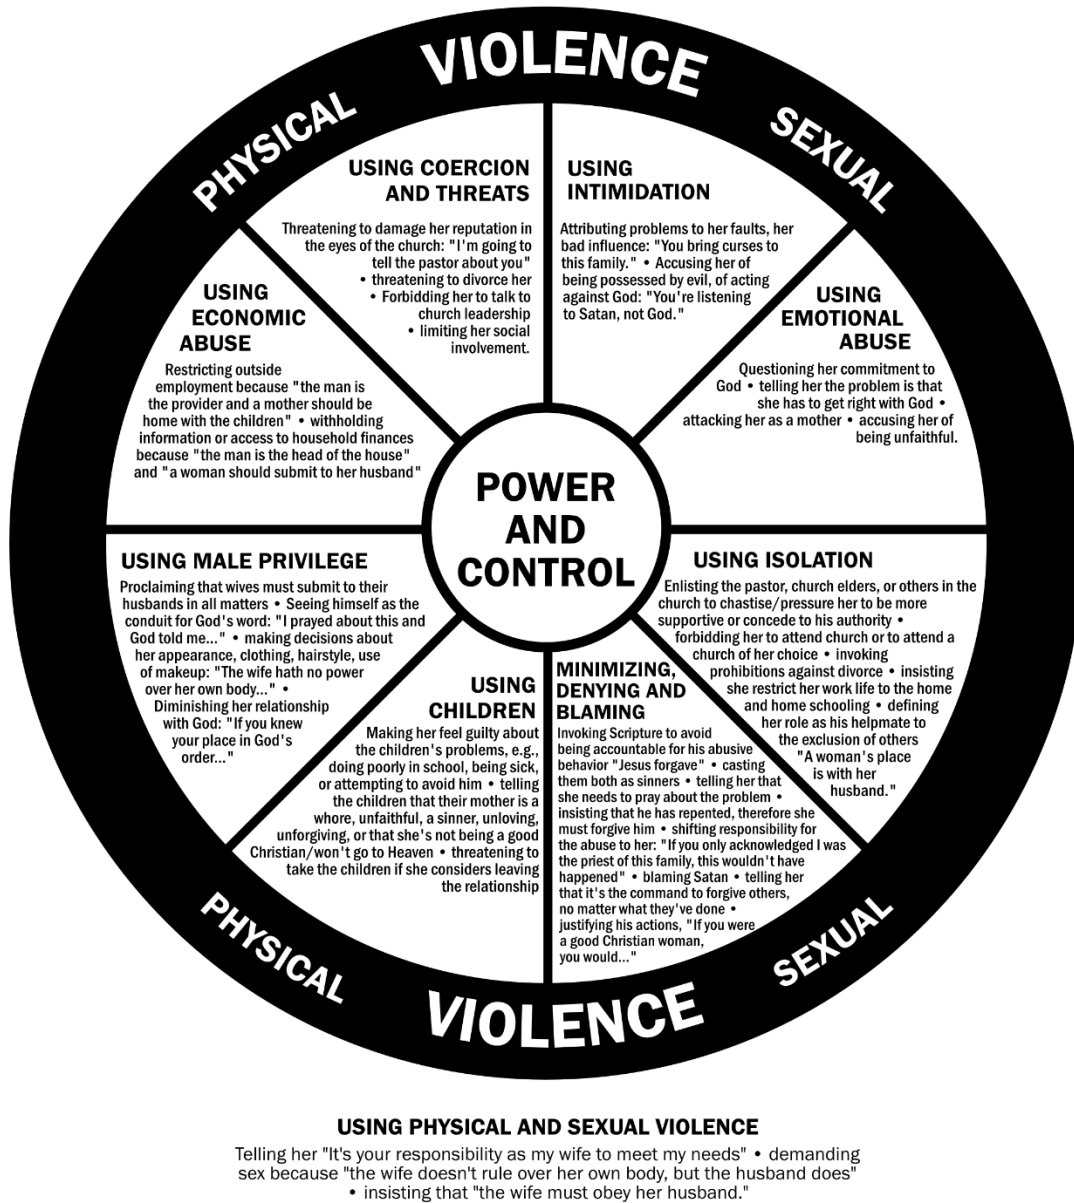 VIOLENCE
PHYSICAL
SEXUAL
USING COERCION
AND THREATS
Threatening to damage her reputation in
the eyes of the church: "I'm going to
tell the pastor about you"
• threatening to divorce her
• Forbidding her to talk to
church leadership
• limiting her social
involvement.
USING
INTIMIDATION
Attributing problems to her faults, her
bad influence: "You bring curses to
this family." • Accusing her of
being possessed by evil, of acting
against God: "You're listening
to Satan, not God."
USING
ECONOMIC
ABUSE
Restricting outside
employment because "the man is
the provider and a mother should be
home with the children" • withholding
information or access to household finances
because "the man is the head of the house"
and "a woman should submit to her husband"
USING
EMOTIONAL
ABUSE
Questioning her commitment to
God • telling her the problem is that
she has to get right with God •
attacking her as a mother • accusing her of
being unfaithful.
POWER
AND
CONTROL
USING MALE PRIVILEGE
Proclaiming that wives must submit to their
husbands in all matters • Seeing himself as the
conduit for God's word: "I prayed about this and
God told me..." • making decisions about
her appearance, clothing, hairstyle, use
of makeup: "The wife hath no power
over her own body..." •
Diminishing her relationship
with God: "If you knew
your place in God's
order..."
USING ISOLATION
Enlisting the pastor, church elders, or others in the
church to chastise/pressure her to be more
supportive or concede to his authority •
forbidding her to attend church or to attend a
church of her choice • invoking
prohibitions against divorce • insisting
she restrict her work life to the home
and home schooling • defining
her role as his helpmate to
the exclusion of others
"A woman's place
is with her
husband."
USING
CHILDREN
Making her feel guilty about
the children's problems, e.g.,
doing poorly in school, being sick,
or attempting to avoid him • telling
the children that their mother is a
whore, unfaithful, a sinner, unloving,
unforgiving, or that she's not being a good
Christian/won't go to Heaven • threatening to
take the children if she considers leaving
the relationship
MINIMIZING,
DENYING AND
BLAMING
Invoking Scripture to avoid
being accountable for his abusive
behavior "Jesus forgave" • casting
them both as sinners • telling her that
she needs to pray about the problem •
insisting that he has repented, therefore she
must forgive him • shifting responsibility for
the abuse to her: "If you only acknowledged I was
the priest of this family, this wouldn't have
happened" • blaming Satan • telling her
that it's the command to forgive others,
no matter what they've done •
justifying his actions, "If you were
a good Christian woman,
you would..."
PHYSICAL
VIOLENCE
SEXUAL
USING PHYSICAL AND SEXUAL VIOLENCE
Telling her "It's your responsibility as my wife to meet my needs" • demanding
sex because "the wife doesn't rule over her own body, but the husband does"
• insisting that "the wife must obey her husband."